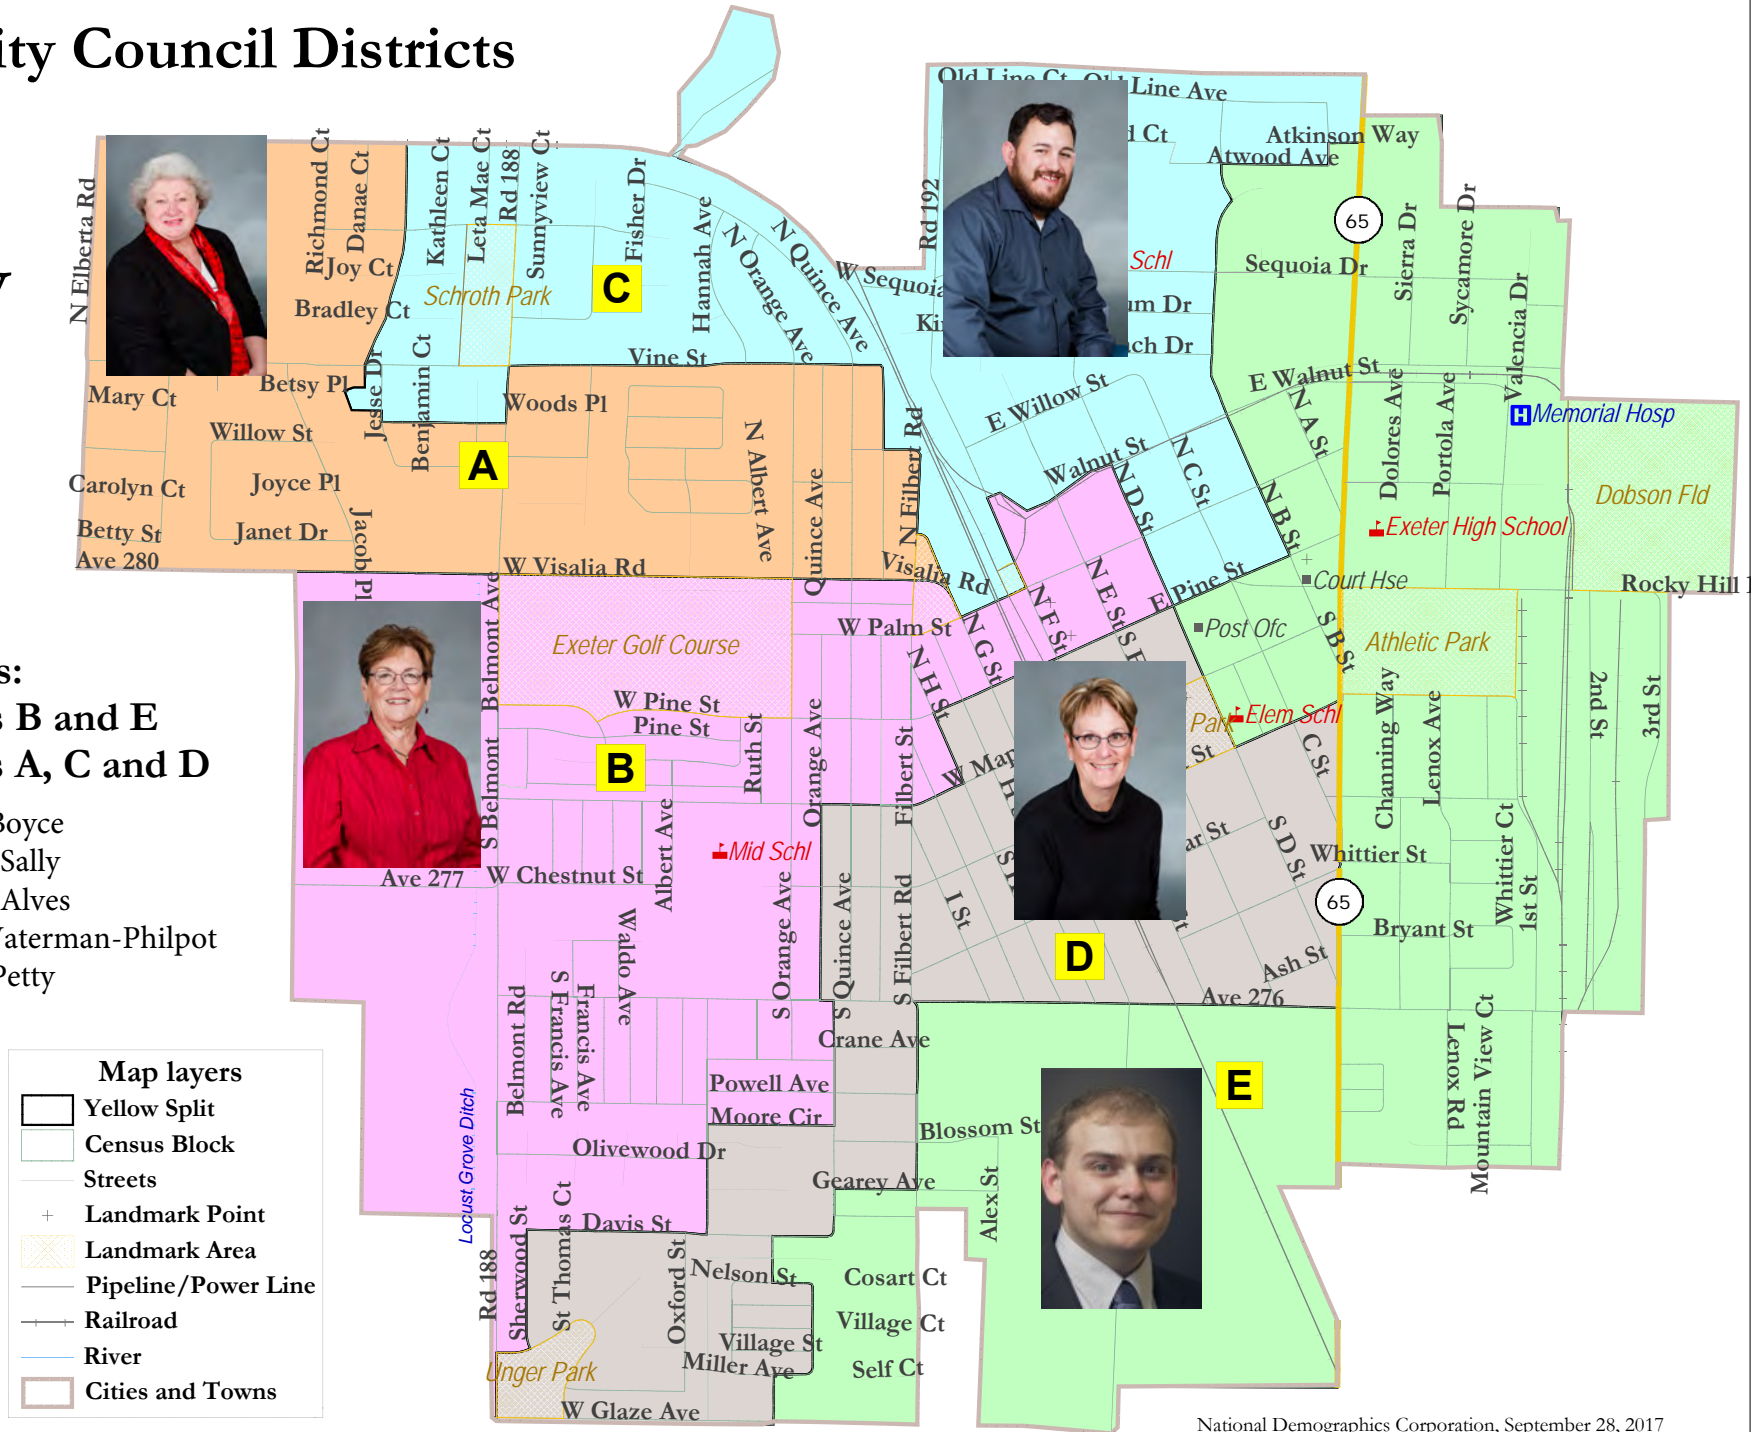 ity Council Districts
y
s:
s B and E
s A, C and D
Boyce
Sally
Alves
Waterman-Philpot
Petty
Map layers
Yellow Split
Census Block
Streets
Landmark Point
Landmark Area
Pipeline/Power Line
Railroad
River
Cities and Towns
Old Line Ct
Old Line Ave
d Ct
Atkinson Way
Atwood Ave
N Elberta Rd
Richmond Ct
Danae Ct
Kathleen Ct
Leta Mae Ct
Rd 188
Sunnyview Ct
Fisher Dr
Hannah Ave
N Orange Ave
N Quince Ave
Rd 192
65
Joy Ct
Bradley Ct
Schroth Park
C
W Sequoia
Schl
Sequoia Dr
Sierra Dr
Sycamore Dr
Valencia Dr
um Dr
ach Dr
Vine St
Mary Ct
Betsy Pl
Jesse Dr
Benjamin Ct
Woods Pl
Willow St
E Willow St
E Walnut St
N A St
Dolores Ave
Portola Ave
H Memorial Hosp
A
Carolyn Ct
Joyce Pl
N Albert Ave
Quince Ave
N Filbert Rd
Walnut St
N D St
N C St
N B St
Dobson Fld
Exeter High School
Betty St
Janet Dr
Jacob Pl
Ave 280
W Visalia Rd
Visalia Rd
N E St
E Pine St
Court Hse
Rocky Hill
Belmont Ave
Exeter Golf Course
W Palm St
N G St
N F St
Post Ofc
S B St
Athletic Park
N H St
W Pine St
Pine St
Ruth St
Orange Ave
Filbert St
Park
Elem Schl
St
Channing Way
Lenox Ave
2nd St
3rd St
B
S Belmont
W Map
C St
Albert Ave
Mid Schl
ar St
S D St
Whittier St
Whittier Ct
1st St
Ave 277
W Chestnut St
Waldo Ave
S Orange Ave
S Quince Ave
S Filbert Rd
I St
65
Bryant St
D
Ash St
Ave 276
Belmont Rd
S Francis Ave
Francis Ave
Crane Ave
Lenox Rd
Mountain View Ct
Powell Ave
Moore Cir
E
Locust Grove Ditch
Olivewood Dr
Blossom St
Gearey Ave
Alex St
Davis St
Rd 188
Sherwood St
St Thomas Ct
Oxford St
Nelson St
Cosart Ct
Village Ct
Village St
Unger Park
Miller Ave
Self Ct
W Glaze Ave
National Demographics Corporation, September 28, 2017